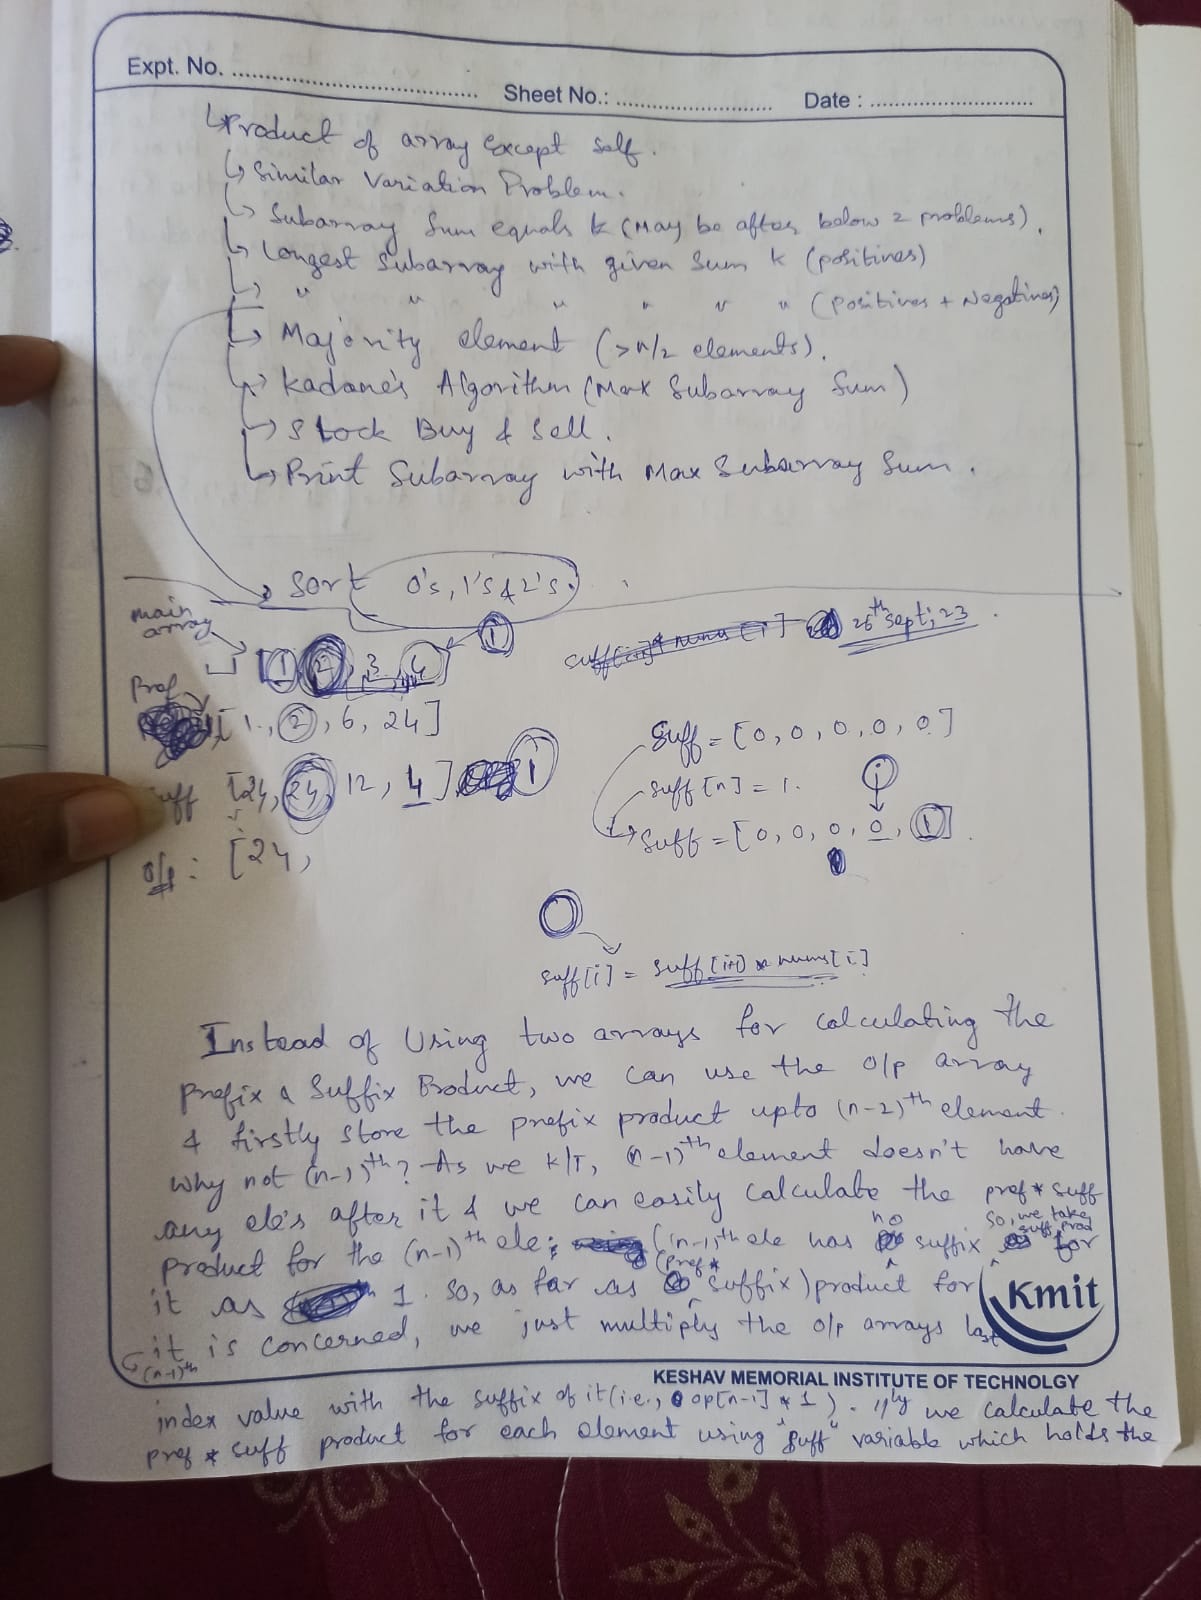 Expt. No. ........ Sheet No.: ........ Date : ........
↳ Product of array except self.
↳ Similar Variation Problem.
↳ Subarray Sum equals k (May be after below 2 problems).
↳ Longest Subarray with given Sum k (positives)
↳ " " " " " " (positives + Negatives)
↳ Majority element (>n/2 elements).
↳ Kadane's Algorithm (Max Subarray Sum)
↳ Stock Buy & Sell.
↳ Print Subarray with Max Subarray Sum.
Sort 0's, 1's & 2's.
26th Sept; 23
main array
[1, 2, 3, 4] 1
Pref
[1, 2, 6, 24]
suff [24, 24, 12, 4] 1
o/p : [24,
Suff = [0, 0, 0, 0, 0]
suff [n] = 1.
i
Suff = [0, 0, 0, 0, 1]
suff[i] = suff[i+1] * nums[i]
Instead of Using two arrays for calculating the
prefix & Suffix Product, we can use the o/p array
& firstly store the prefix product upto (n-2)th element.
why not (n-1)th? As we K/T, (n-1)th element doesn't have
any ele's after it & we can easily calculate the pref * suff
product for the (n-1)th ele; (n-1)th ele has no suffix so, we take suff prod for
it as 1. so, as far as (pref * suffix) product for
it is concerned, we just multiply the o/p arrays last
(n-1)th
Kmit
KESHAV MEMORIAL INSTITUTE OF TECHNOLGY
index value with the suffix of it (i.e., op[n-1] * 1). lly we calculate the
pref * suff product for each element using "suff" variable which holds the